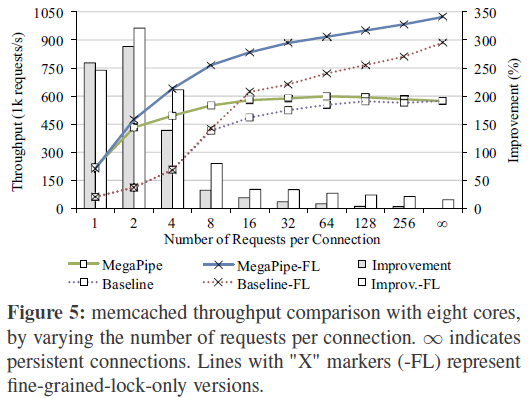 1050 350
900 300
750 250
600 200
450 150
300 100
150 50
0 0
Throughput (1k requests/s)
Improvement (%)
1 2 4 8 16 32 64 128 256 ∞
Number of Requests per Connection
MegaPipe MegaPipe-FL Improvement
Baseline Baseline-FL Improv.-FL
Figure 5: memcached throughput comparison with eight cores,
by varying the number of requests per connection. ∞ indicates
persistent connections. Lines with "X" markers (-FL) represent
fine-grained-lock-only versions.